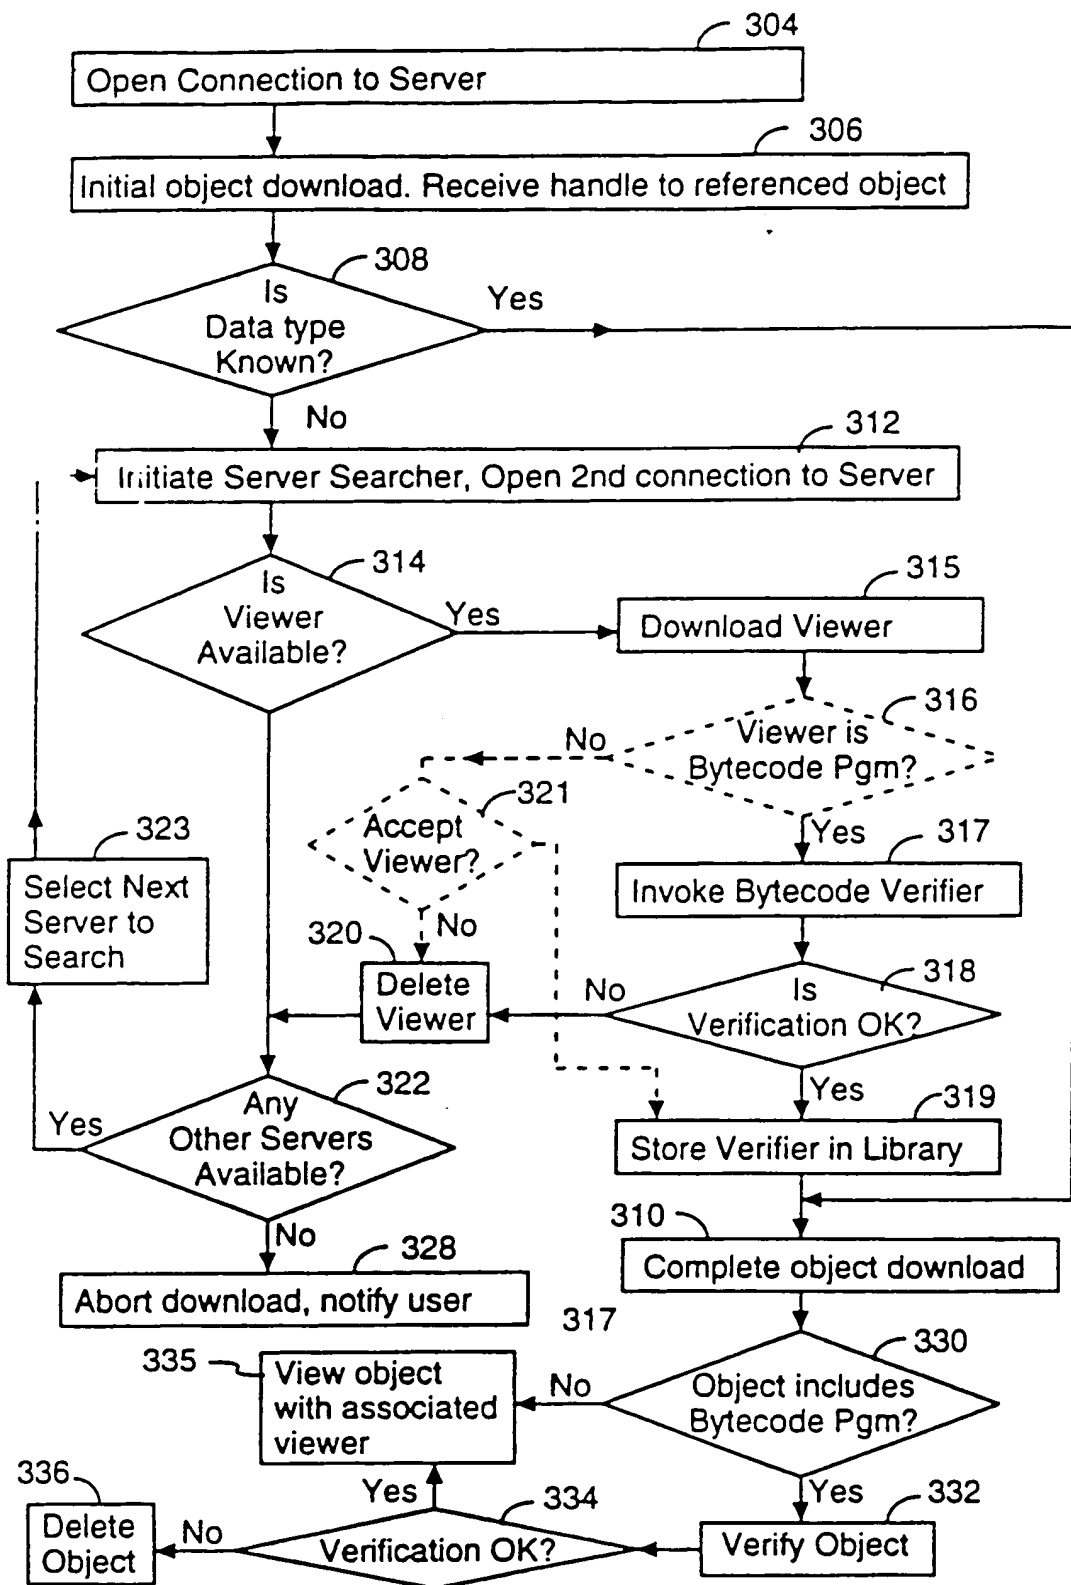 304
Open Connection to Server
306
Initial object download. Receive handle to referenced object
308
Is
Data type
Known?
Yes
No
312
Initiate Server Searcher, Open 2nd connection to Server
314
Is
Viewer
Available?
Yes
315
Download Viewer
316
Viewer is
Bytecode Pgm?
No
Yes
321
Accept
Viewer?
No
323
Select Next
Server to
Search
317
Invoke Bytecode Verifier
320
Delete
Viewer
No
318
Is
Verification OK?
Yes
322
Any
Other Servers
Available?
Yes
No
319
Store Verifier in Library
310
Complete object download
328
Abort download, notify user
317
330
Object includes
Bytecode Pgm?
No
Yes
335
View object
with associated
viewer
332
Verify Object
334
Verification OK?
Yes
No
336
Delete
Object